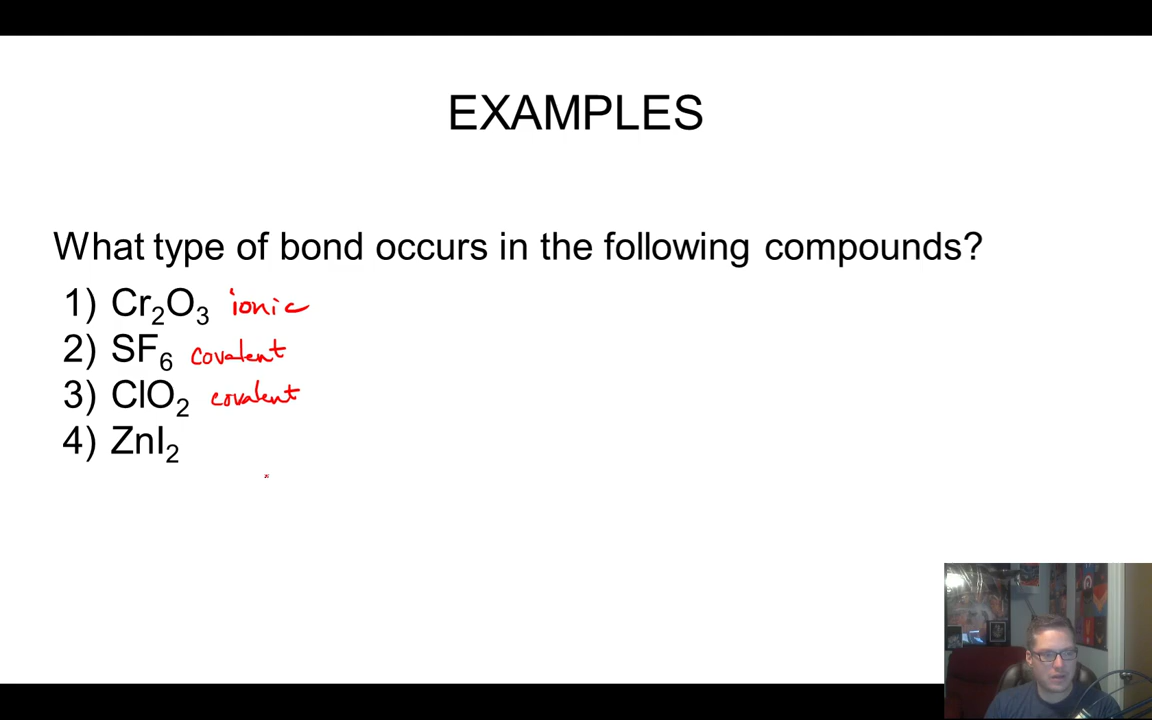 EXAMPLES
What type of bond occurs in the following compounds?
1) Cr₂O₃ ionic
2) SF₆ covalent
3) ClO₂ covalent
4) ZnI₂